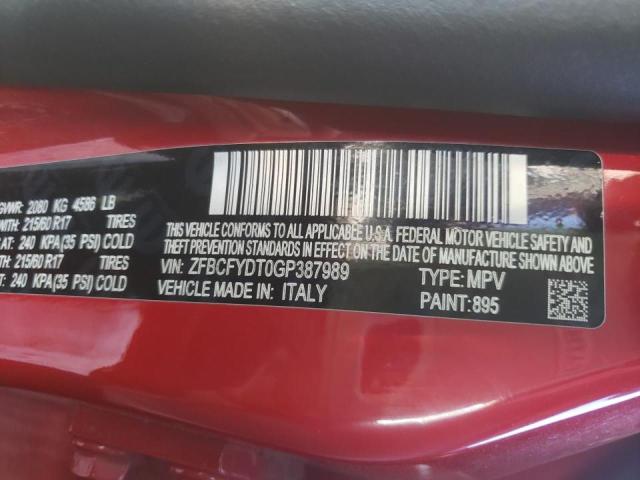 GVWR: 2080 KG 4586 LB
WITH: 215/60 R17 TIRES
AT: 240 KPA(35 PSI) COLD
WITH: 215/60 R17 TIRES
AT: 240 KPA(35 PSI) COLD
THIS VEHICLE CONFORMS TO ALL APPLICABLE U.S.A. FEDERAL MOTOR VEHICLE SAFETY AND
THEFT PREVENTION STANDARDS IN EFFECT ON THE DATE OF MANUFACTURE SHOWN ABOVE.
VIN: ZFBCFYDT0GP387989 TYPE: MPV
VEHICLE MADE IN: ITALY PAINT: 895